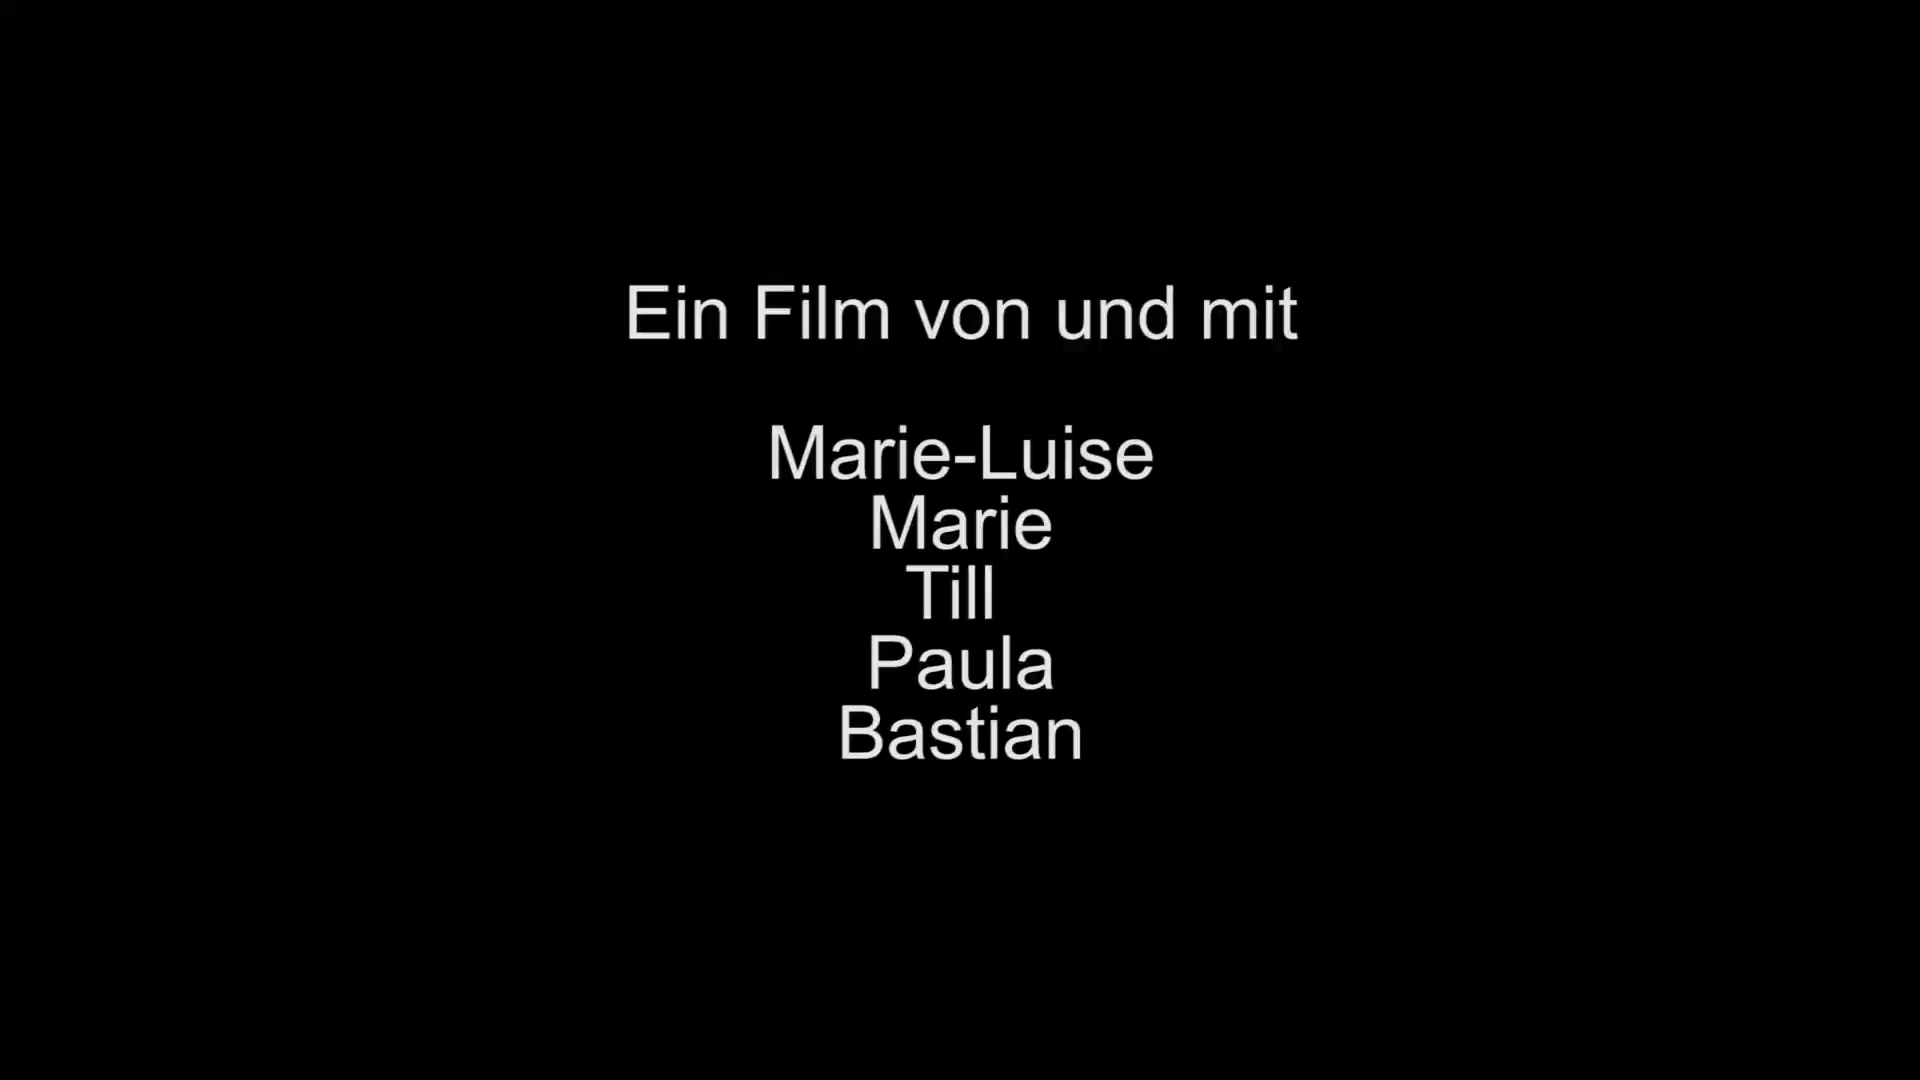 Ein Film von und mit
Marie-Luise
Marie
Till
Paula
Bastian